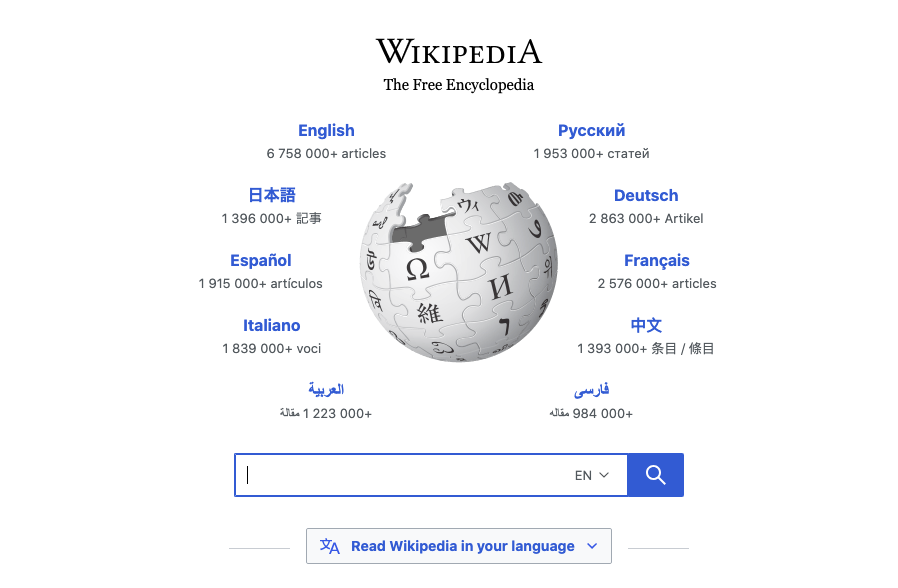 WIKIPEDIA
The Free Encyclopedia
English
6 758 000+ articles
Русский
1 953 000+ статей
日本語
1 396 000+ 記事
Deutsch
2 863 000+ Artikel
Español
1 915 000+ artículos
Français
2 576 000+ articles
Italiano
1 839 000+ voci
中文
1 393 000+ 条目 / 條目
العربية
1 223 000+ مقالة
فارسی
984 000+ مقاله
Ω
W
ウィ
И
維
EN
Read Wikipedia in your language